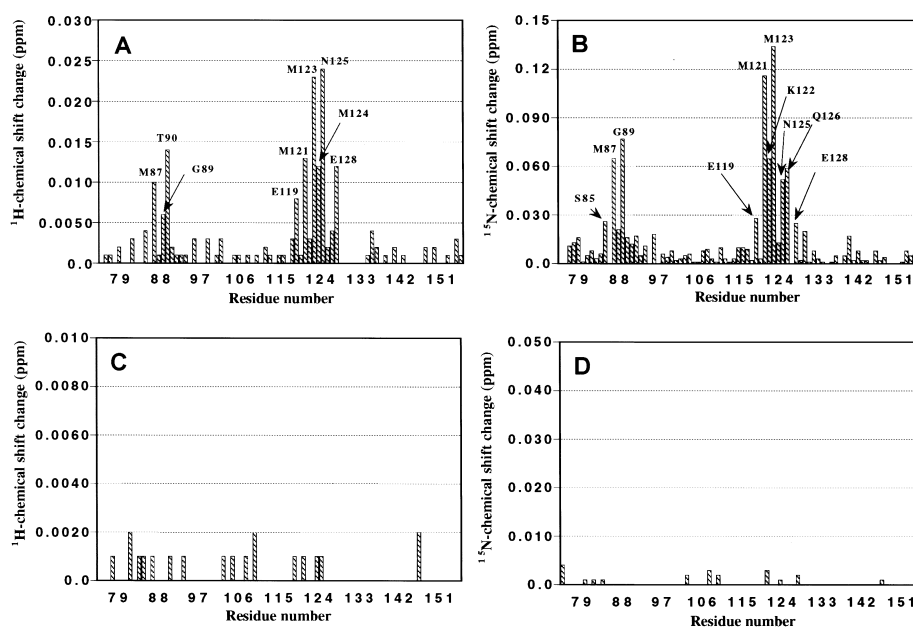 A
¹H-chemical shift change (ppm)
0.030
0.025
0.020
0.015
0.010
0.0050
0.0
N125
M123
M124
T90
M121
E128
M87
G89
E119
79 88 97 106 115 124 133 142 151
Residue number
B
¹⁵N-chemical shift change (ppm)
0.15
0.12
0.090
0.060
0.030
0.0
M123
M121
K122
G89
N125
Q126
M87
E119
E128
S85
79 88 97 106 115 124 133 142 151
Residue number
C
¹H-chemical shift change (ppm)
0.010
0.0080
0.0060
0.0040
0.0020
0.0
79 88 97 106 115 124 133 142 151
Residue number
D
¹⁵N-chemical shift change (ppm)
0.050
0.040
0.030
0.020
0.010
0.0
79 88 97 106 115 124 133 142 151
Residue number